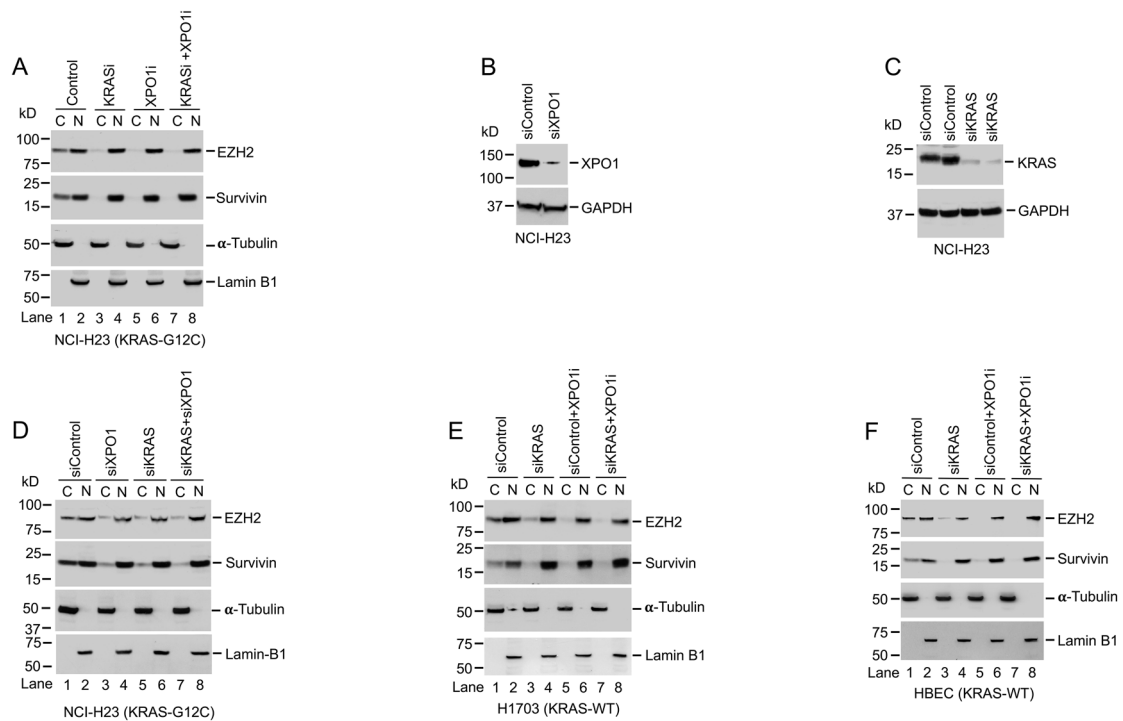 A
Control
KRASi
XPO1i
KRASi +XPO1i
kD
C N C N C N C N
100
75
EZH2
25
15
Survivin
50
α-Tubulin
75
50
Lamin B1
Lane 1 2 3 4 5 6 7 8
NCI-H23 (KRAS-G12C)
B
siControl
siXPO1
kD
150
100
XPO1
37
GAPDH
NCI-H23
C
siControl
siControl
siKRAS
siKRAS
kD
25
15
KRAS
37
GAPDH
NCI-H23
D
siControl
siXPO1
siKRAS
siKRAS+siXPO1
kD
C N C N C N C N
100
75
EZH2
25
15
Survivin
50
37
α-Tubulin
75
50
Lamin-B1
Lane 1 2 3 4 5 6 7 8
NCI-H23 (KRAS-G12C)
E
siControl
siKRAS
siControl+XPO1i
siKRAS+XPO1i
kD
C N C N C N C N
100
75
EZH2
25
15
Survivin
50
α-Tubulin
75
50
Lamin B1
Lane 1 2 3 4 5 6 7 8
H1703 (KRAS-WT)
F
siControl
siKRAS
siControl+XPO1i
siKRAS+XPO1i
kD
C N C N C N C N
100
75
EZH2
25
15
Survivin
50
α-Tubulin
75
50
Lamin B1
Lane 1 2 3 4 5 6 7 8
HBEC (KRAS-WT)